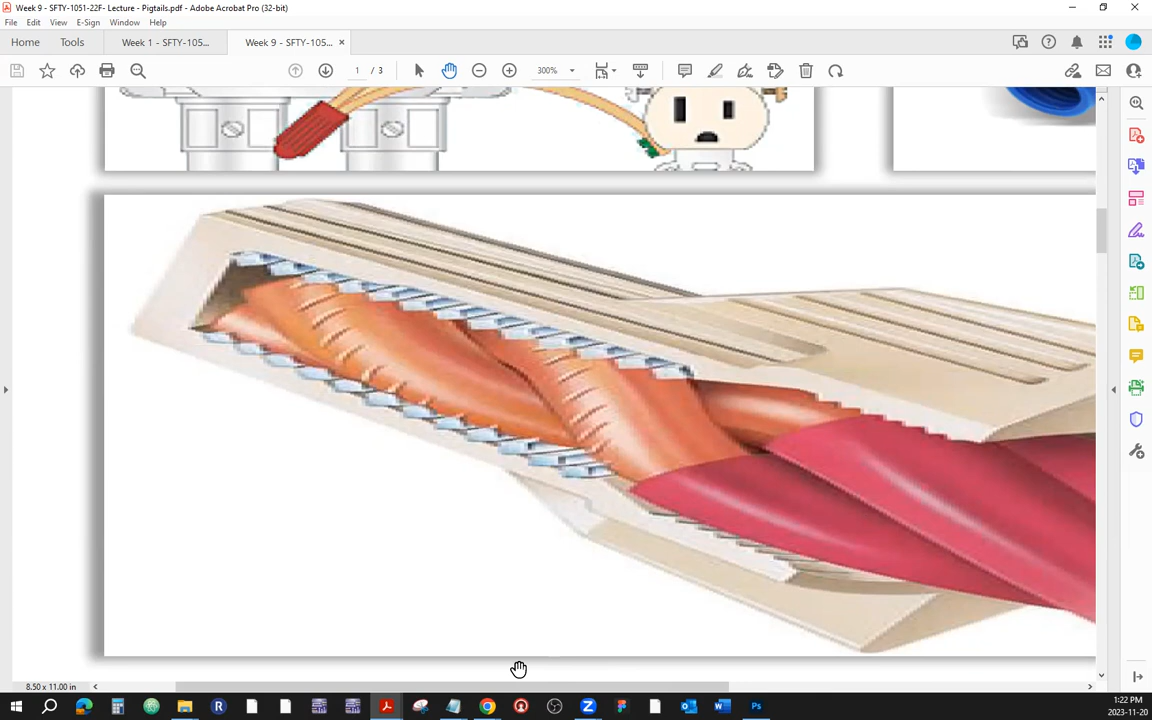 Week 9 - SFTY-1051-22F- Lecture - Pigtails.pdf - Adobe Acrobat Pro (32-bit)
File Edit View E-Sign Window Help
Home Tools Week 1 - SFTY-105... Week 9 - SFTY-105... ×
1 / 3 300%
8.50 x 11.00 in
R W Ps
1:22 PM
2023-11-20